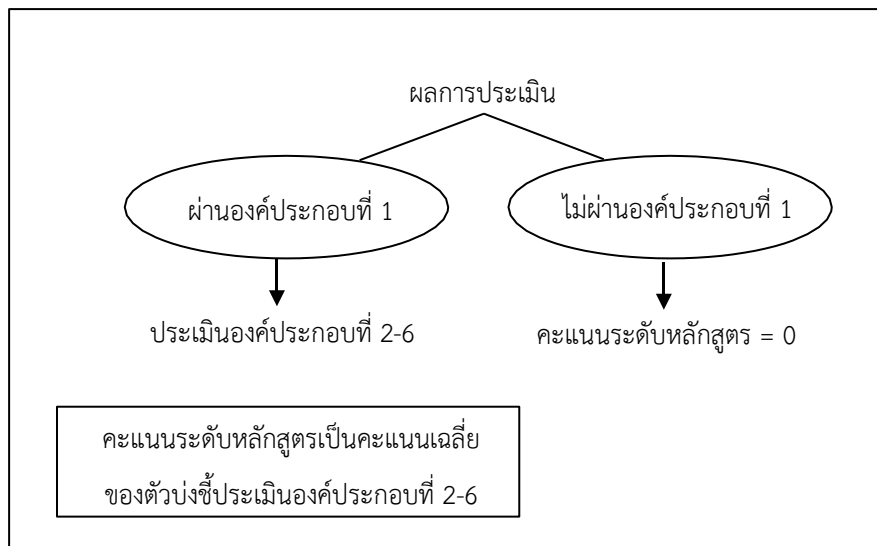 ผลการประเมิน
ผ่านองค์ประกอบที่ 1
ไม่ผ่านองค์ประกอบที่ 1
ประเมินองค์ประกอบที่ 2-6
คะแนนระดับหลักสูตร = 0
คะแนนระดับหลักสูตรเป็นคะแนนเฉลี่ย
ของตัวบ่งชี้ประเมินองค์ประกอบที่ 2-6